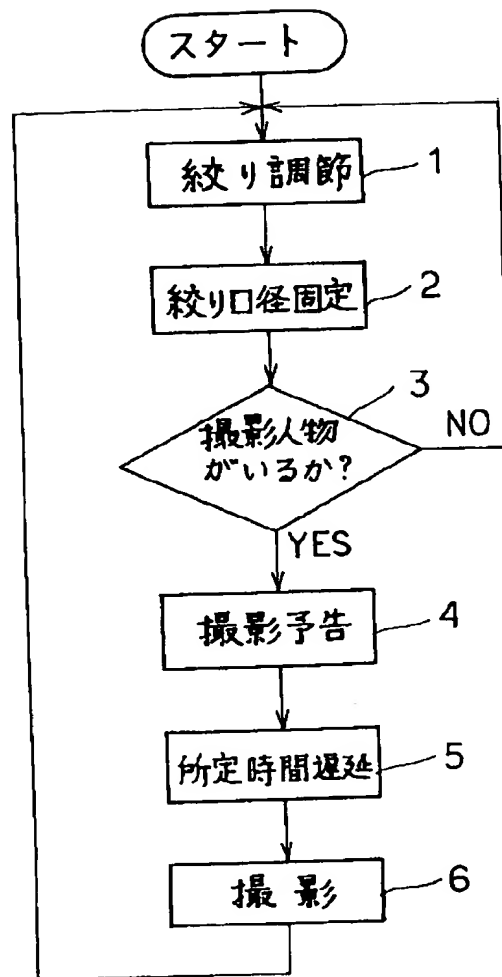 スタート
絞り調節
1
絞り口径固定
2
3
撮影人物
がいるか?
NO
YES
撮影予告
4
所定時間遅延
5
撮影
6